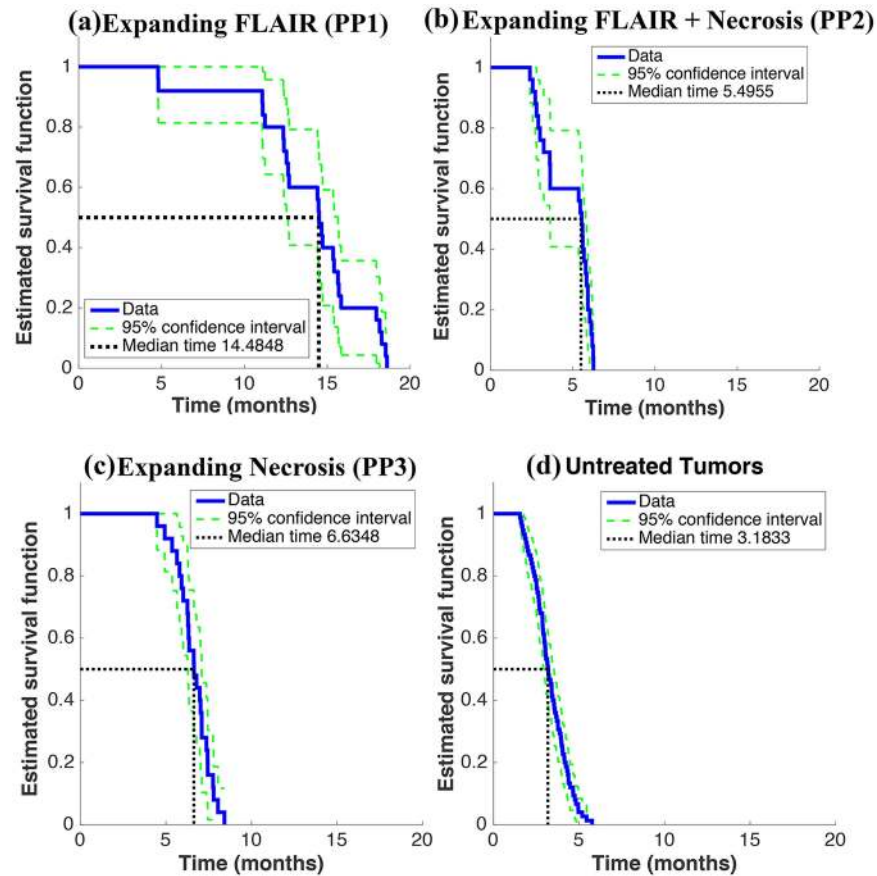 (a) Expanding FLAIR (PP1)
Estimated survival function
1
0.8
0.6
0.4
0.2
0
Data
95% confidence interval
Median time 14.4848
0 5 10 15 20
Time (months)
(b) Expanding FLAIR + Necrosis (PP2)
Estimated survival function
1
0.8
0.6
0.4
0.2
0
Data
95% confidence interval
Median time 5.4955
0 5 10 15 20
Time (months)
(c) Expanding Necrosis (PP3)
Estimated survival function
1
0.8
0.6
0.4
0.2
0
Data
95% confidence interval
Median time 6.6348
0 5 10 15 20
Time (months)
(d) Untreated Tumors
Estimated survival function
1
0.8
0.6
0.4
0.2
0
Data
95% confidence interval
Median time 3.1833
0 5 10 15 20
Time (months)